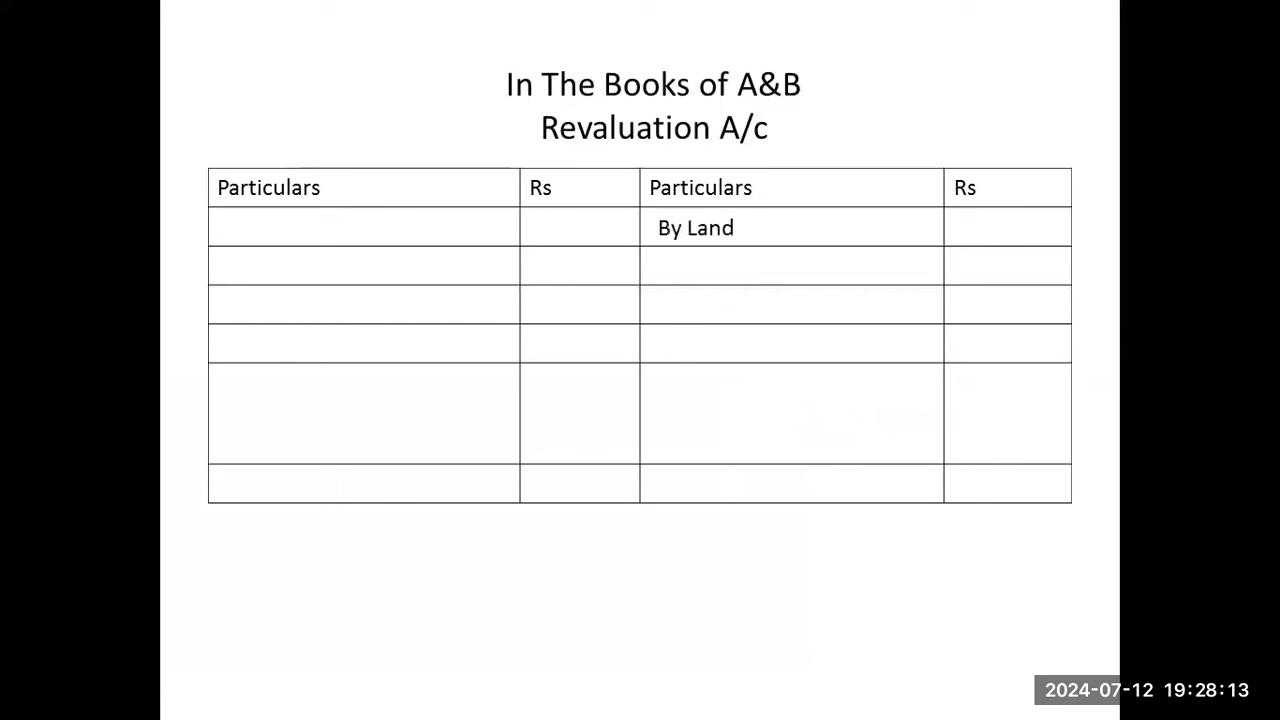 In The Books of A&B
Revaluation A/c
Particulars Rs Particulars Rs
By Land
2024-07-12 19:28:13